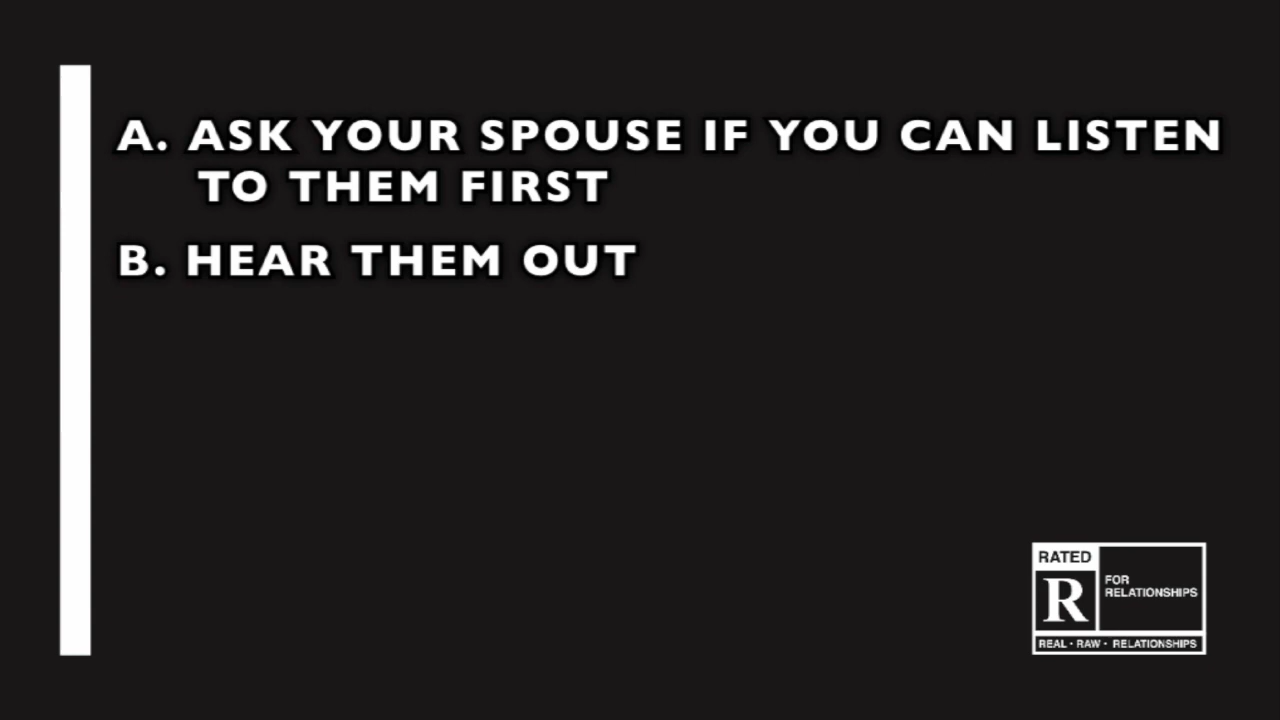 A. ASK YOUR SPOUSE IF YOU CAN LISTEN
TO THEM FIRST
B. HEAR THEM OUT
RATED
R
FOR
RELATIONSHIPS
REAL • RAW • RELATIONSHIPS